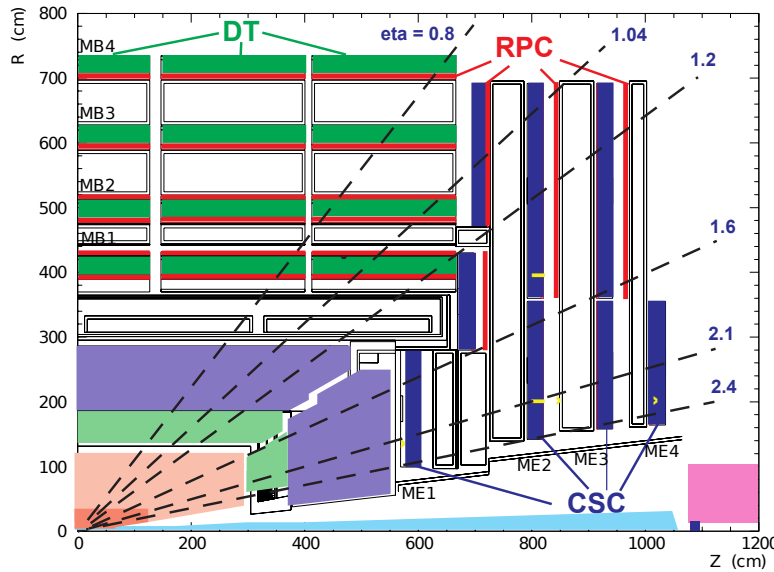 R (cm)
800
700
600
500
400
300
200
100
0
0
200
400
600
800
1000
1200
Z (cm)
MB4
MB3
MB2
MB1
DT
eta = 0.8
RPC
1.04
1.2
1.6
2.1
2.4
ME1
ME2
ME3
ME4
CSC